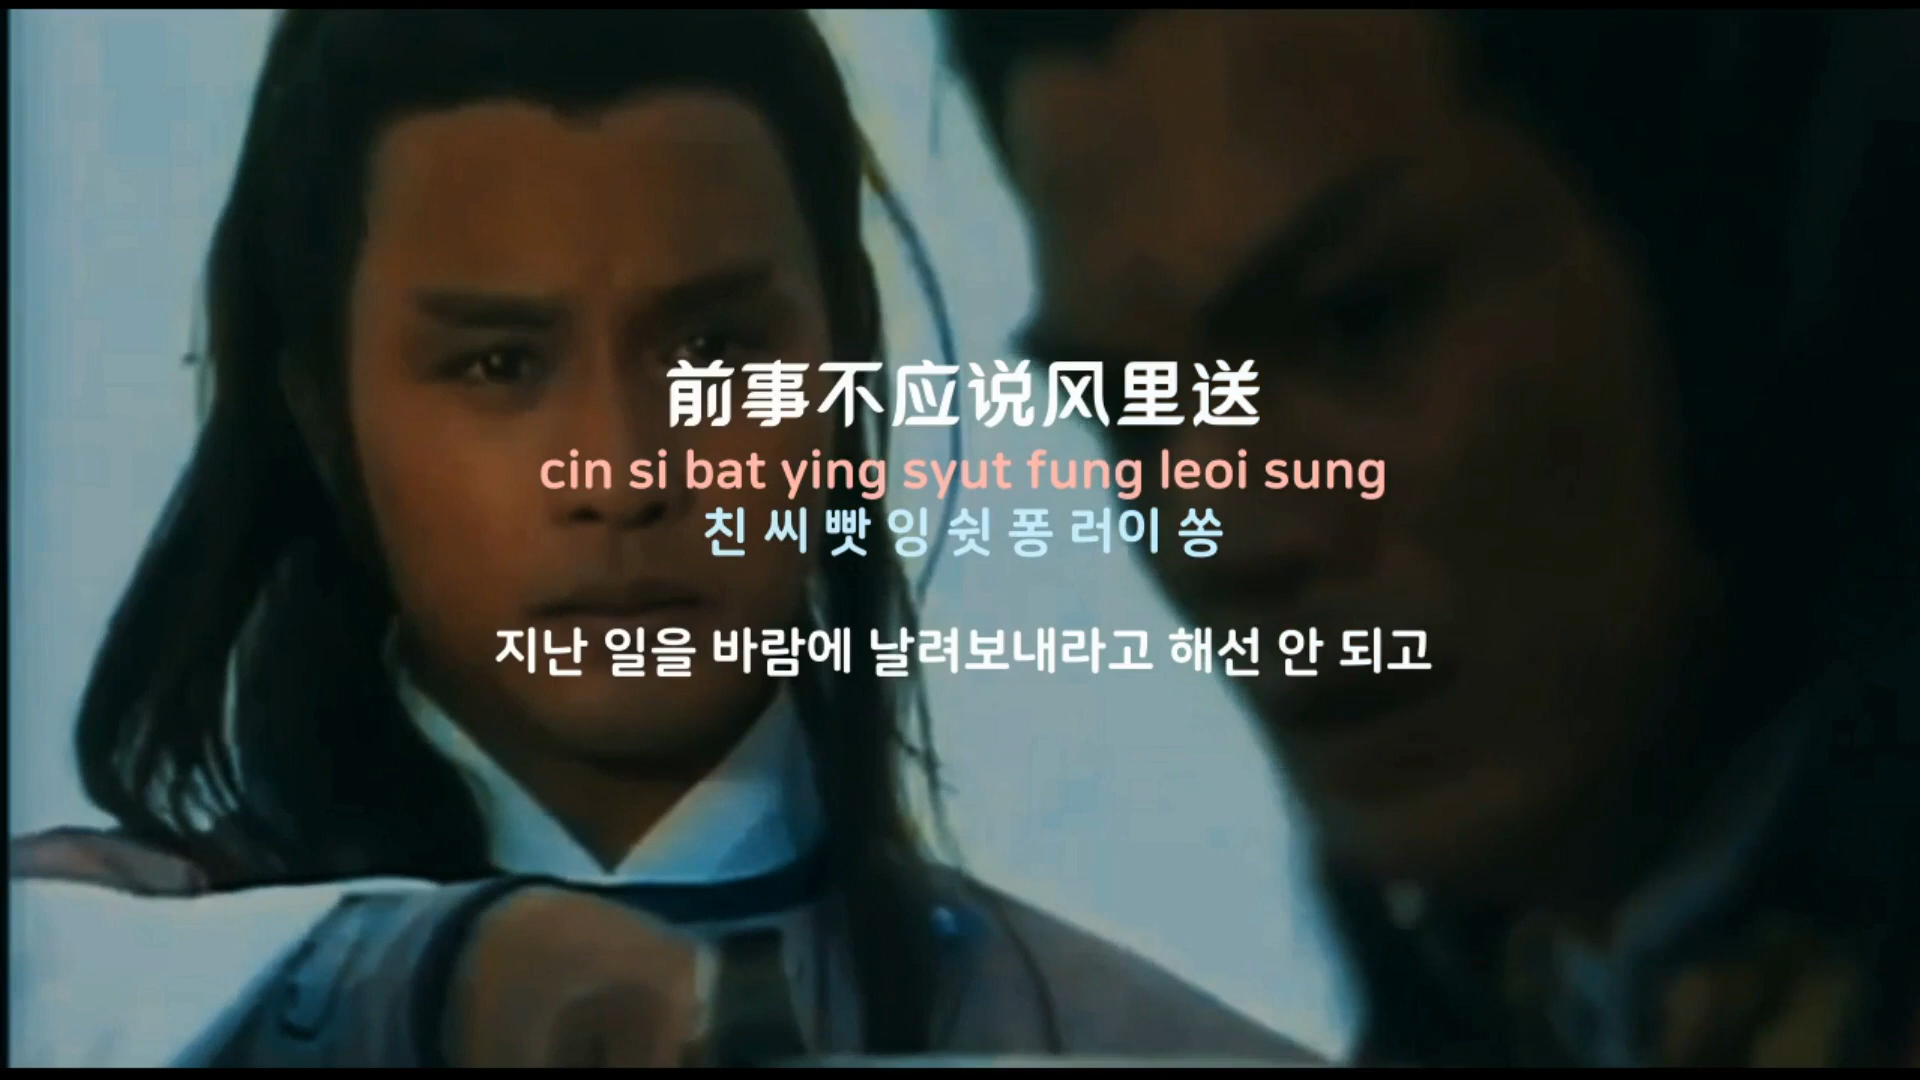 前事不应说风里送
cin si bat ying syut fung leoi sung
친 씨 빳 잉 쉿 퐁 러이 쏭
지난 일을 바람에 날려보내라고 해선 안 되고